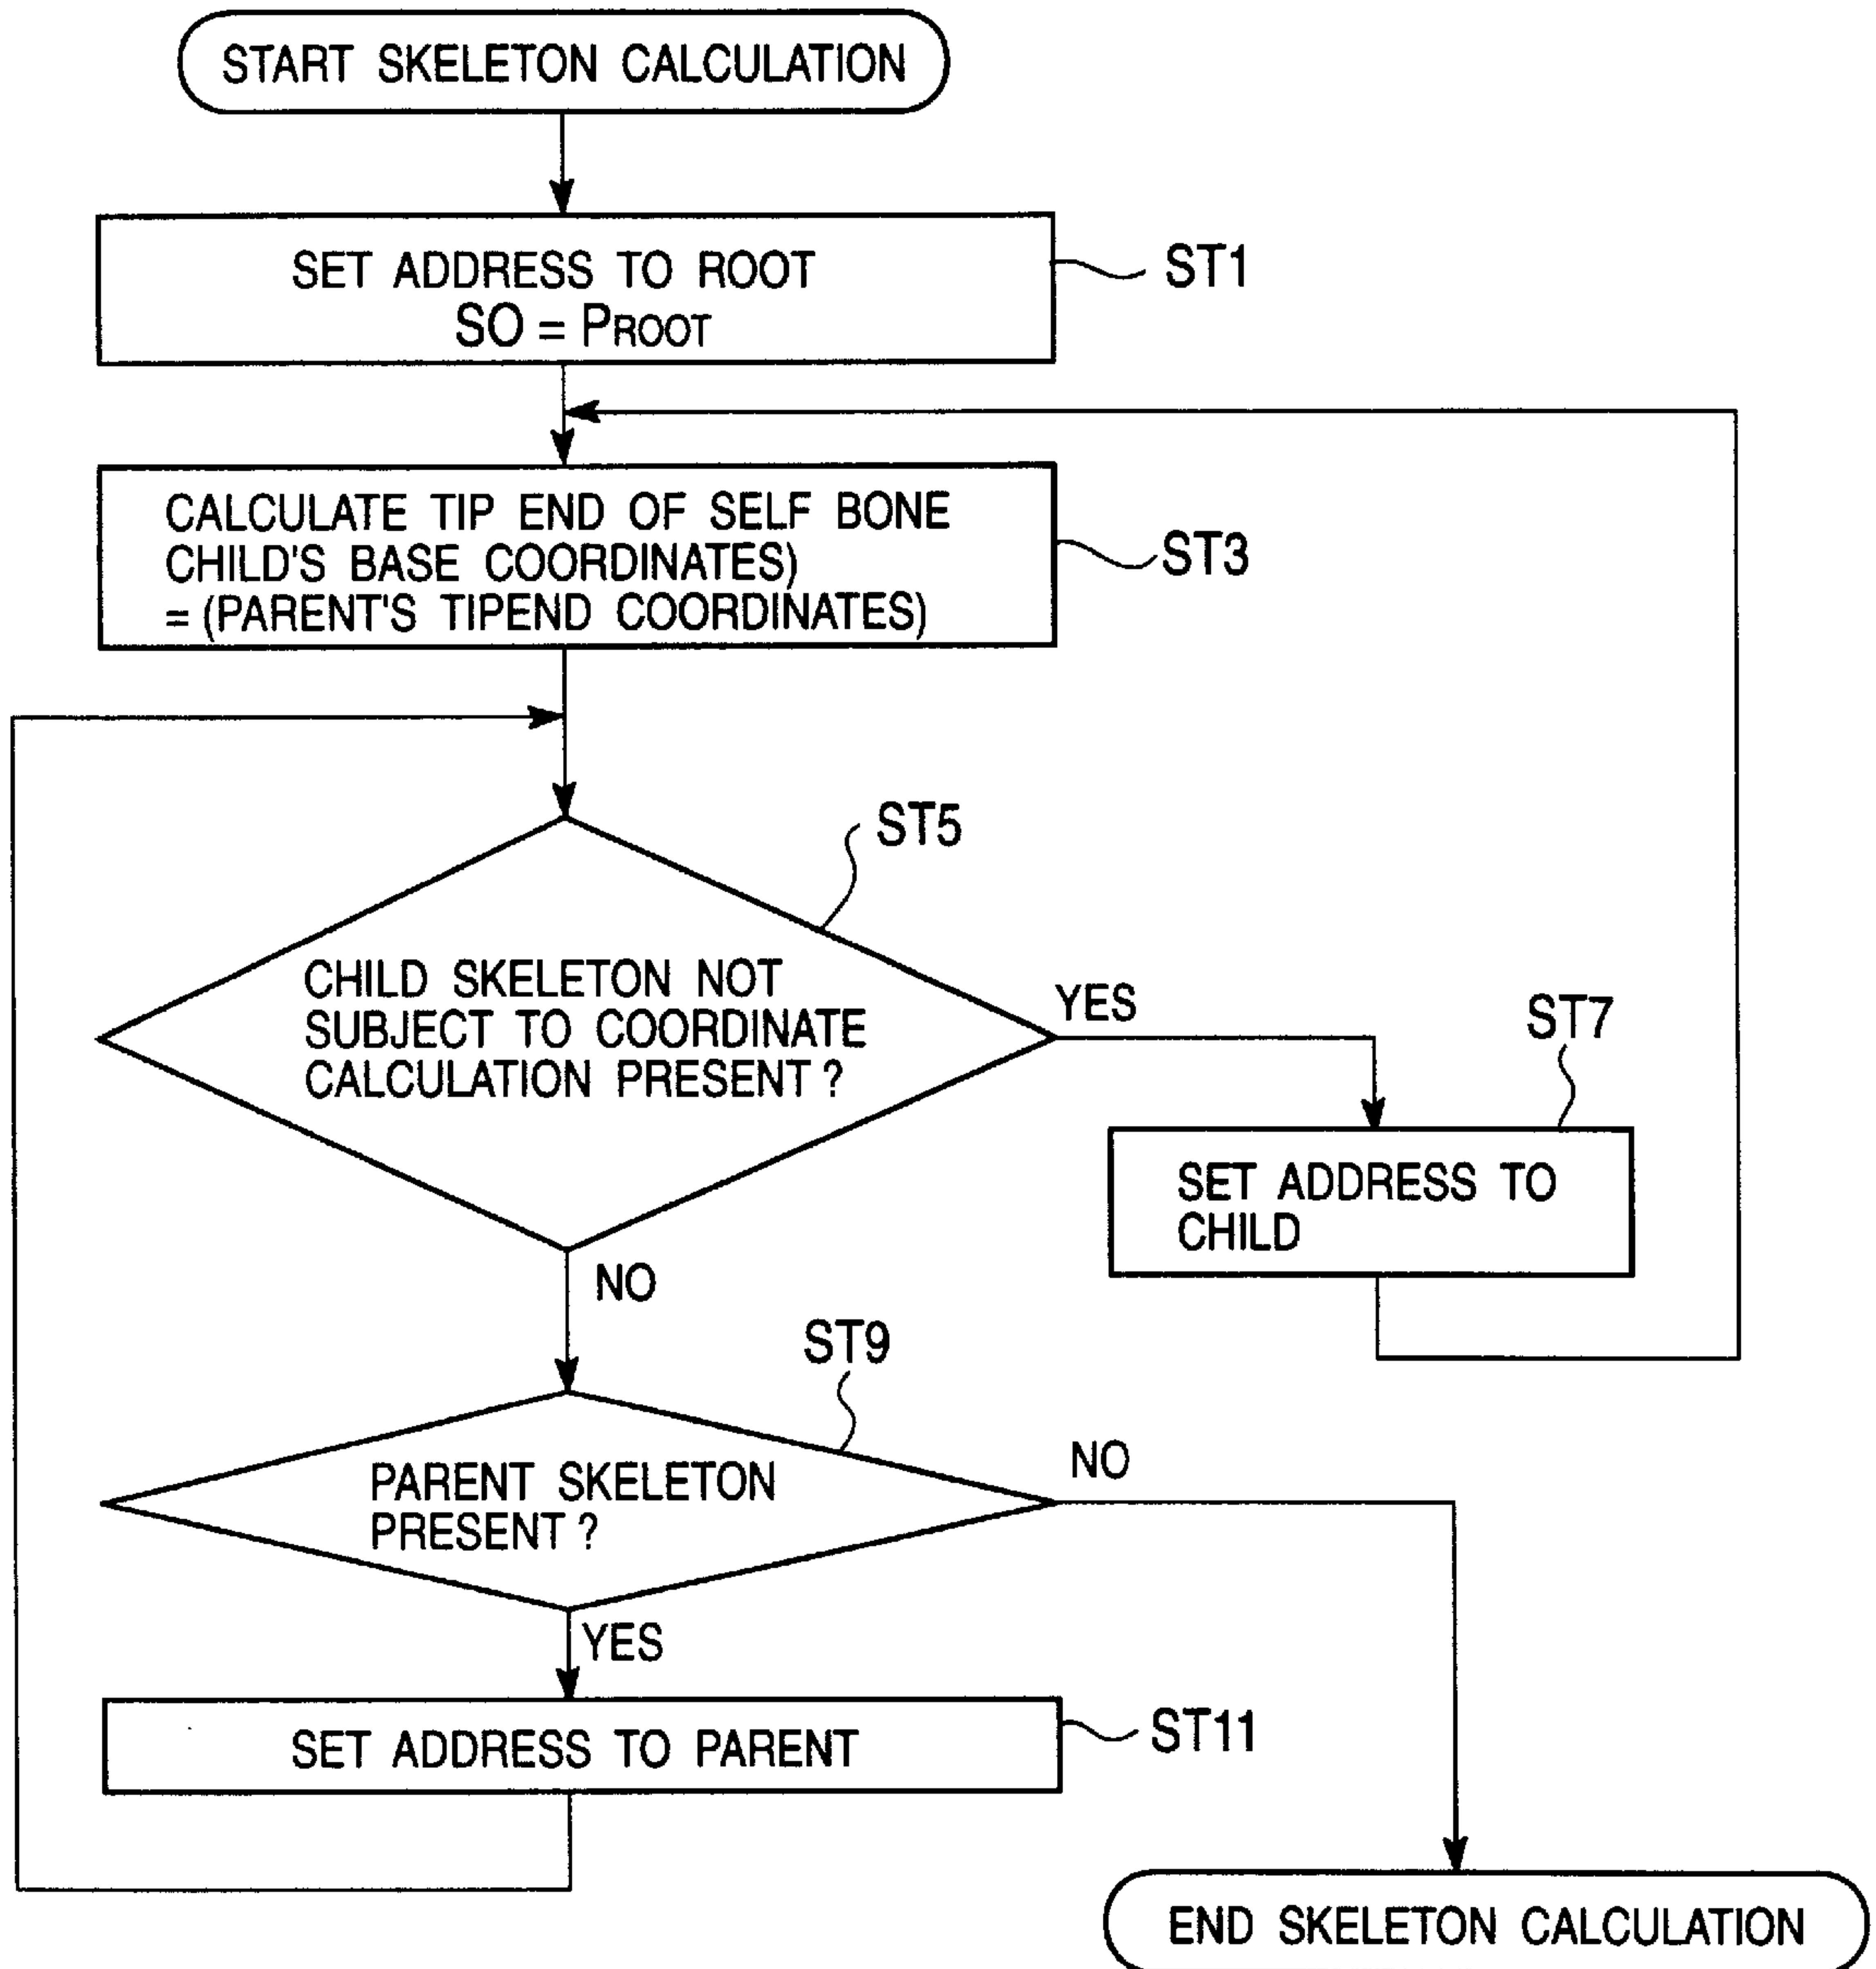 START SKELETON CALCULATION
SET ADDRESS TO ROOT
SO = PROOT
ST1
CALCULATE TIP END OF SELF BONE
CHILD'S BASE COORDINATES)
= (PARENT'S TIPEND COORDINATES)
ST3
ST5
CHILD SKELETON NOT
SUBJECT TO COORDINATE
CALCULATION PRESENT ?
YES
ST7
SET ADDRESS TO
CHILD
NO
ST9
PARENT SKELETON
PRESENT ?
NO
YES
SET ADDRESS TO PARENT
ST11
END SKELETON CALCULATION